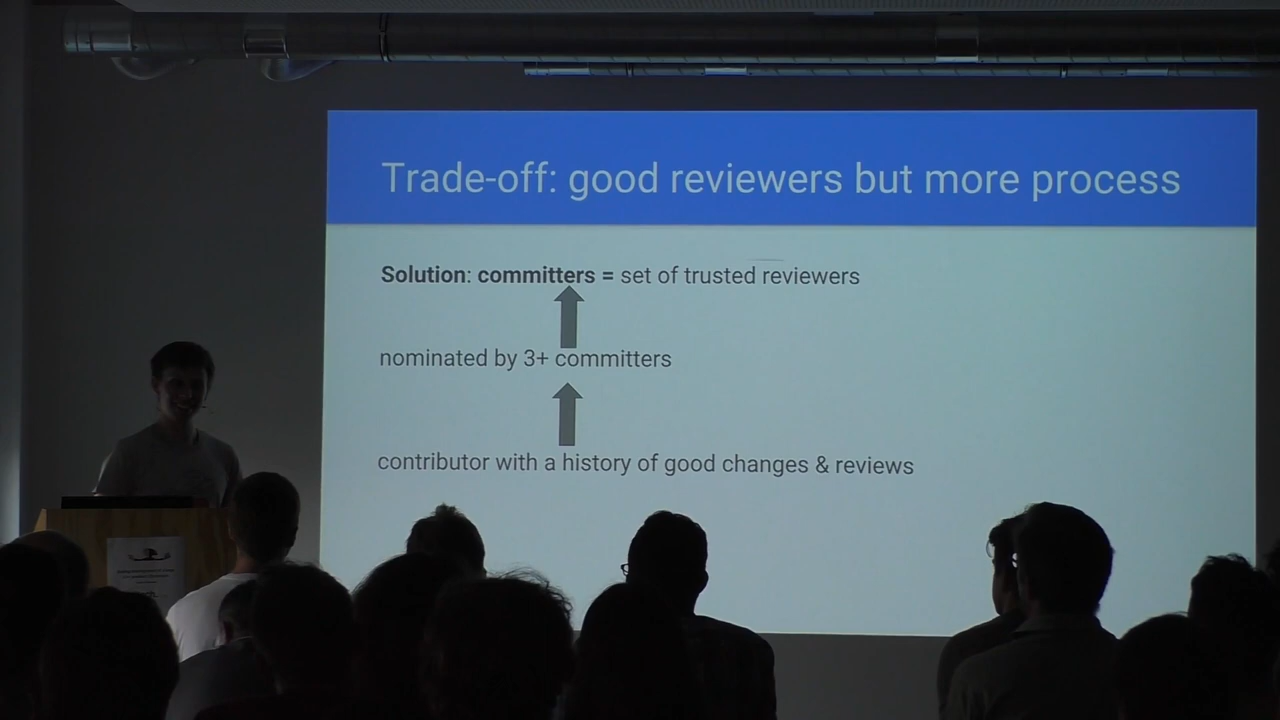 Trade-off: good reviewers but more process
Solution: committers = set of trusted reviewers
nominated by 3+ committers
contributor with a history of good changes & reviews